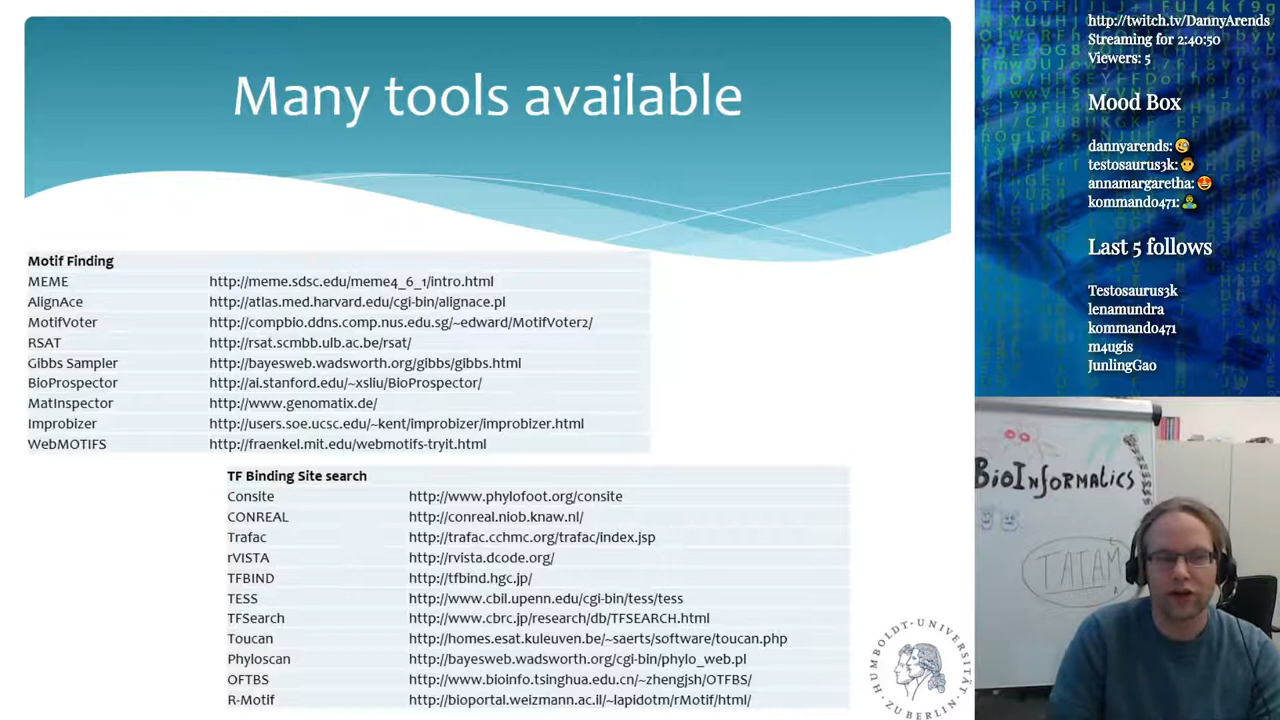 Many tools available
Motif Finding
MEME http://meme.sdsc.edu/meme4_6_1/intro.html
AlignAce http://atlas.med.harvard.edu/cgi-bin/alignace.pl
MotifVoter http://compbio.ddns.comp.nus.edu.sg/~edward/MotifVoter2/
RSAT http://rsat.scmbb.ulb.ac.be/rsat/
Gibbs Sampler http://bayesweb.wadsworth.org/gibbs/gibbs.html
BioProspector http://ai.stanford.edu/~xsliu/BioProspector/
MatInspector http://www.genomatix.de/
Improbizer http://users.soe.ucsc.edu/~kent/improbizer/improbizer.html
WebMOTIFS http://fraenkel.mit.edu/webmotifs-tryit.html
TF Binding Site search
Consite http://www.phylofoot.org/consite
CONREAL http://conreal.niob.knaw.nl/
Trafac http://trafac.cchmc.org/trafac/index.jsp
rVISTA http://rvista.dcode.org/
TFBIND http://tfbind.hgc.jp/
TESS http://www.cbil.upenn.edu/cgi-bin/tess/tess
TFSearch http://www.cbrc.jp/research/db/TFSEARCH.html
Toucan http://homes.esat.kuleuven.be/~saerts/software/toucan.php
Phyloscan http://bayesweb.wadsworth.org/cgi-bin/phylo_web.pl
OFTBS http://www.bioinfo.tsinghua.edu.cn/~zhengjsh/OTFBS/
R-Motif http://bioportal.weizmann.ac.il/~lapidotm/rMotif/html/
HUMBOLDT-UNIVERSITÄT ZU BERLIN
http://twitch.tv/DannyArends
Streaming for 2:40:50
Viewers: 5
Mood Box
dannyarends:
testosaurus3k:
annamargaretha:
kommando471:
Last 5 follows
Testosaurus3k
lenamundra
kommando471
m4ugis
JunlingGao
BioInformatics
TATAM